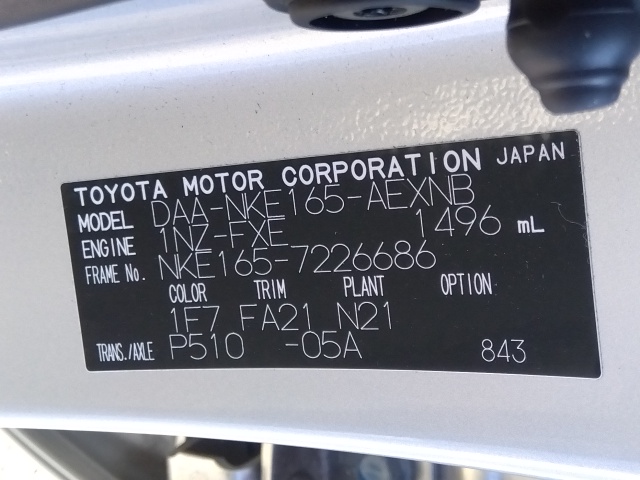 TOYOTA MOTOR CORPORATION JAPAN
MODEL DAA-NKE165-AEXNB
ENGINE 1NZ-FXE 1496 mL
FRAME No. NKE165-7226686
COLOR TRIM PLANT OPTION
1F7 FA21 N21
TRANS./AXLE P510 -05A 843